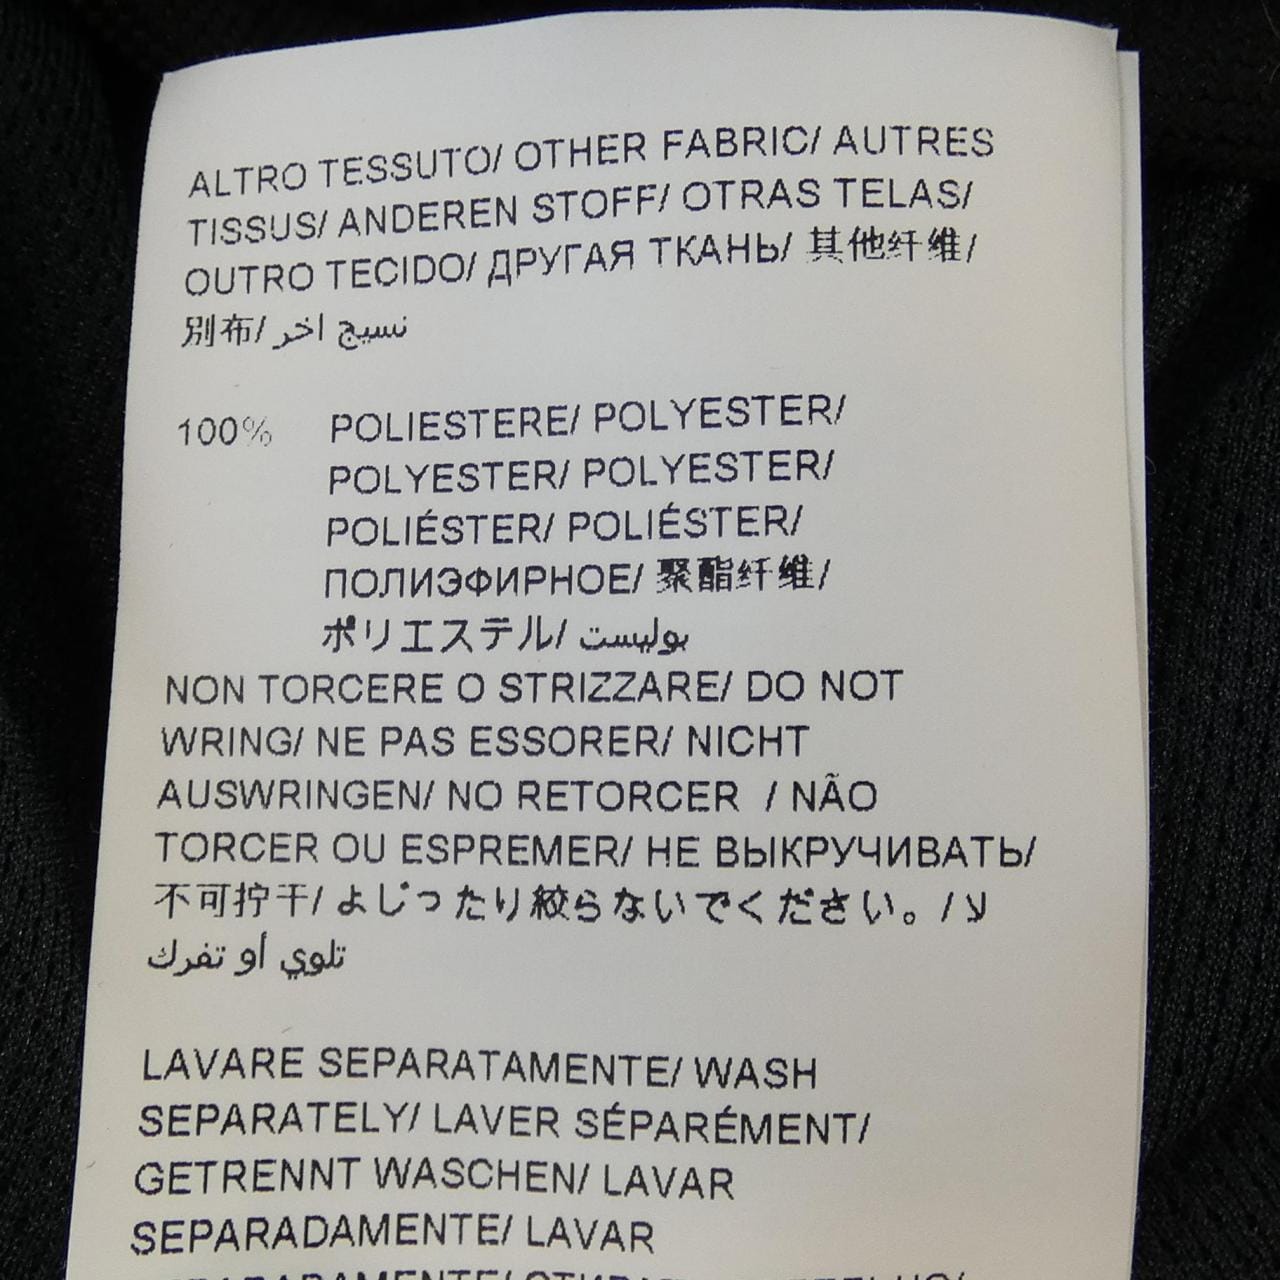 ALTRO TESSUTO/ OTHER FABRIC/ AUTRES
TISSUS/ ANDEREN STOFF/ OTRAS TELAS/
OUTRO TECIDO/ ДРУГАЯ ТКАНЬ/ 其他纤维/
別布/ نسيج اخر
100% POLIESTERE/ POLYESTER/
POLYESTER/ POLYESTER/
POLIÉSTER/ POLIÉSTER/
ПОЛИЭФИРНОЕ/ 聚酯纤维/
ポリエステル/ بوليست
NON TORCERE O STRIZZARE/ DO NOT
WRING/ NE PAS ESSORER/ NICHT
AUSWRINGEN/ NO RETORCER / NÃO
TORCER OU ESPREMER/ НЕ ВЫКРУЧИВАТЬ/
不可拧干/ よじったり絞らないでください。/ لا
تلوي أو تفرك
LAVARE SEPARATAMENTE/ WASH
SEPARATELY/ LAVER SÉPARÉMENT/
GETRENNT WASCHEN/ LAVAR
SEPARADAMENTE/ LAVAR